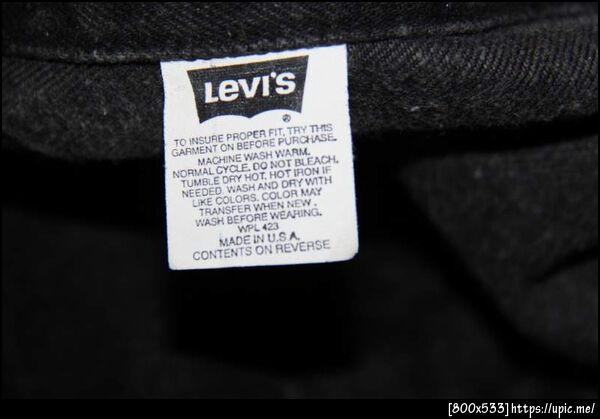 Levi's
®
TO INSURE PROPER FIT, TRY THIS
GARMENT ON BEFORE PURCHASE.
MACHINE WASH WARM.
NORMAL CYCLE. DO NOT BLEACH.
TUMBLE DRY HOT. HOT IRON IF
NEEDED. WASH AND DRY WITH
LIKE COLORS. COLOR MAY
TRANSFER WHEN NEW.
WASH BEFORE WEARING.
WPL 423
MADE IN U.S.A.
CONTENTS ON REVERSE
[800x533]https://upic.me/